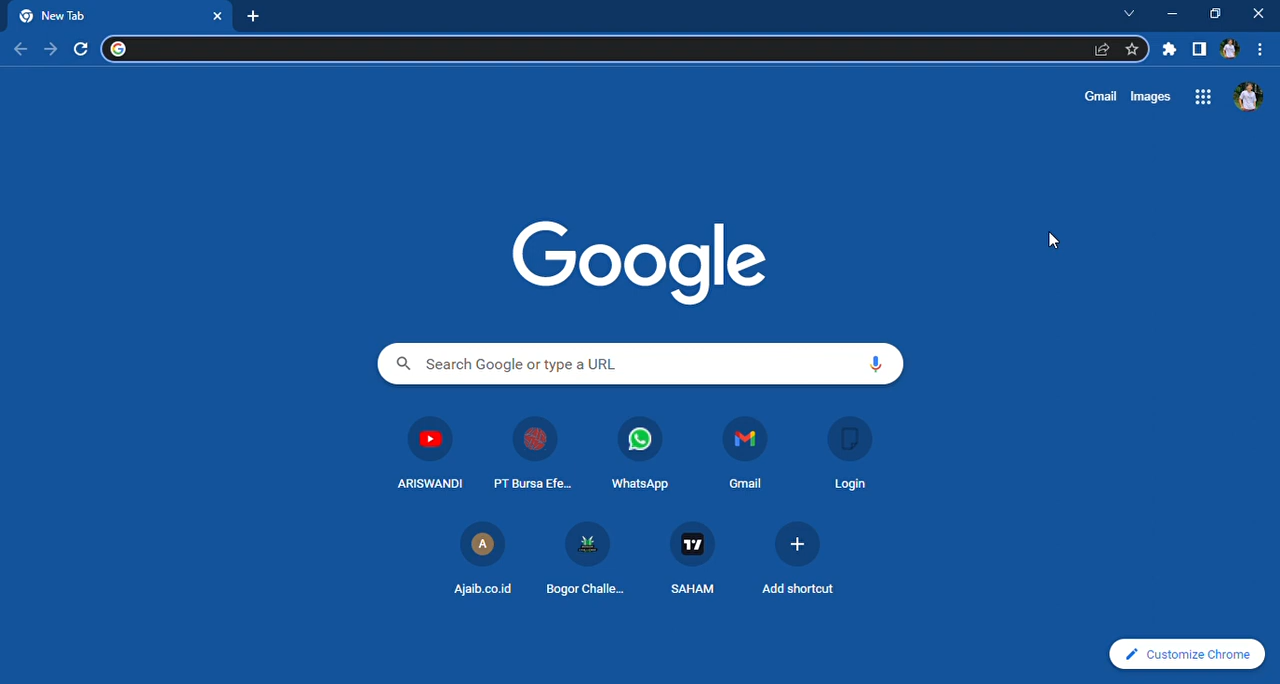 New Tab
Gmail Images
Google
Search Google or type a URL
ARISWANDI PT Bursa Efe... WhatsApp Gmail Login
A
Ajaib.co.id Bogor Challe... SAHAM Add shortcut
Customize Chrome